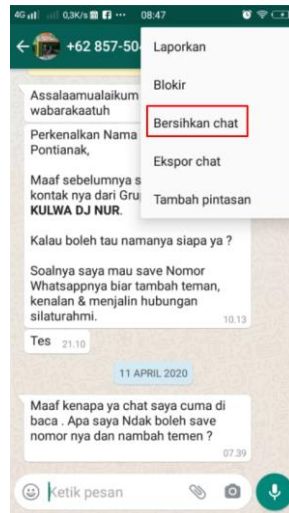 4G 0,3K/s ... 08:47
+62 857-50
Laporkan
Blokir
Bersihkan chat
Ekspor chat
Tambah pintasan
Assalaamualaikum
wabarakaatuh
Perkenalkan Nama
Pontianak,
Maaf sebelumnya s
kontak nya dari Gru
KULWA DJ NUR.
Kalau boleh tau namanya siapa ya ?
Soalnya saya mau save Nomor
Whatsappnya biar tambah teman,
kenalan & menjalin hubungan
silaturahmi.
10.13
Tes 21.10
11 APRIL 2020
Maaf kenapa ya chat saya cuma di
baca . Apa saya Ndak boleh save
nomor nya dan nambah temen ?
07.39
Ketik pesan